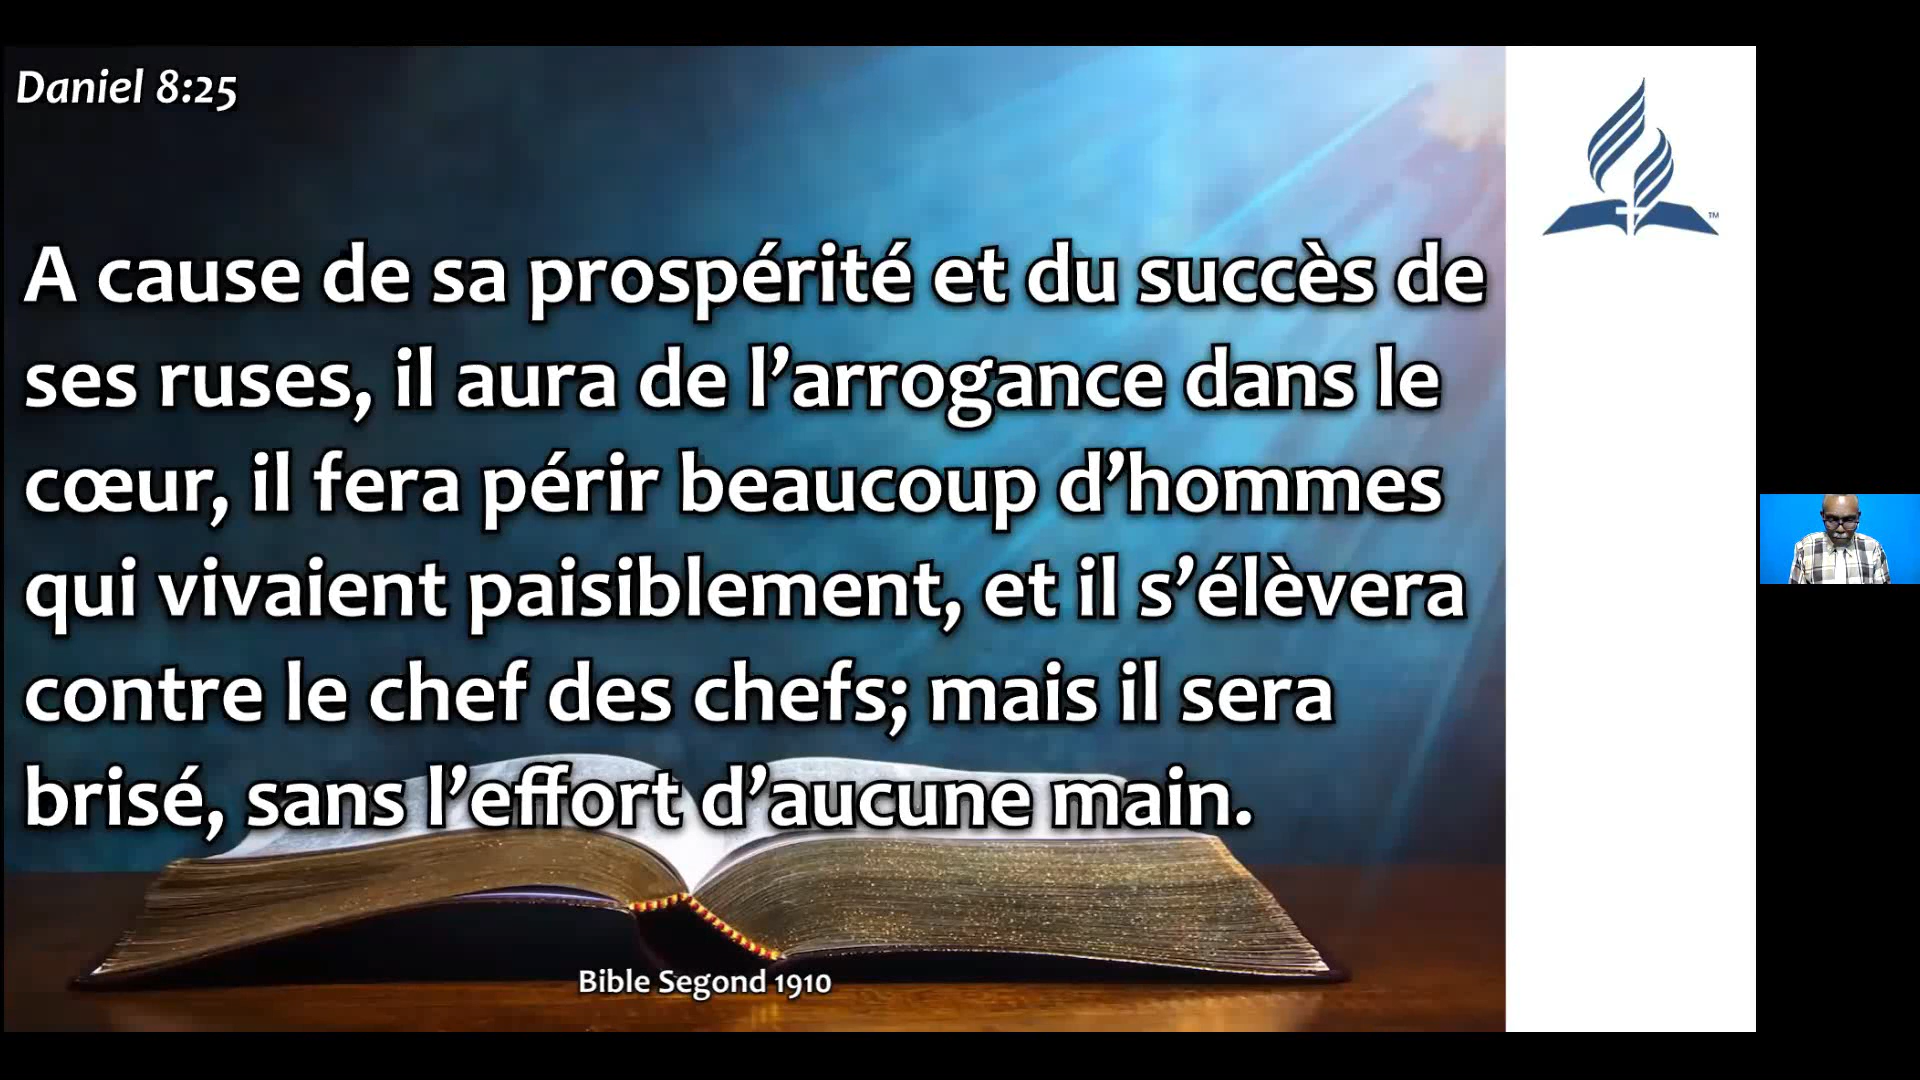 Daniel 8:25
A cause de sa prospérité et du succès de
ses ruses, il aura de l’arrogance dans le
cœur, il fera périr beaucoup d’hommes
qui vivaient paisiblement, et il s’élèvera
contre le chef des chefs; mais il sera
brisé, sans l’effort d’aucune main.
Bible Segond 1910
TM